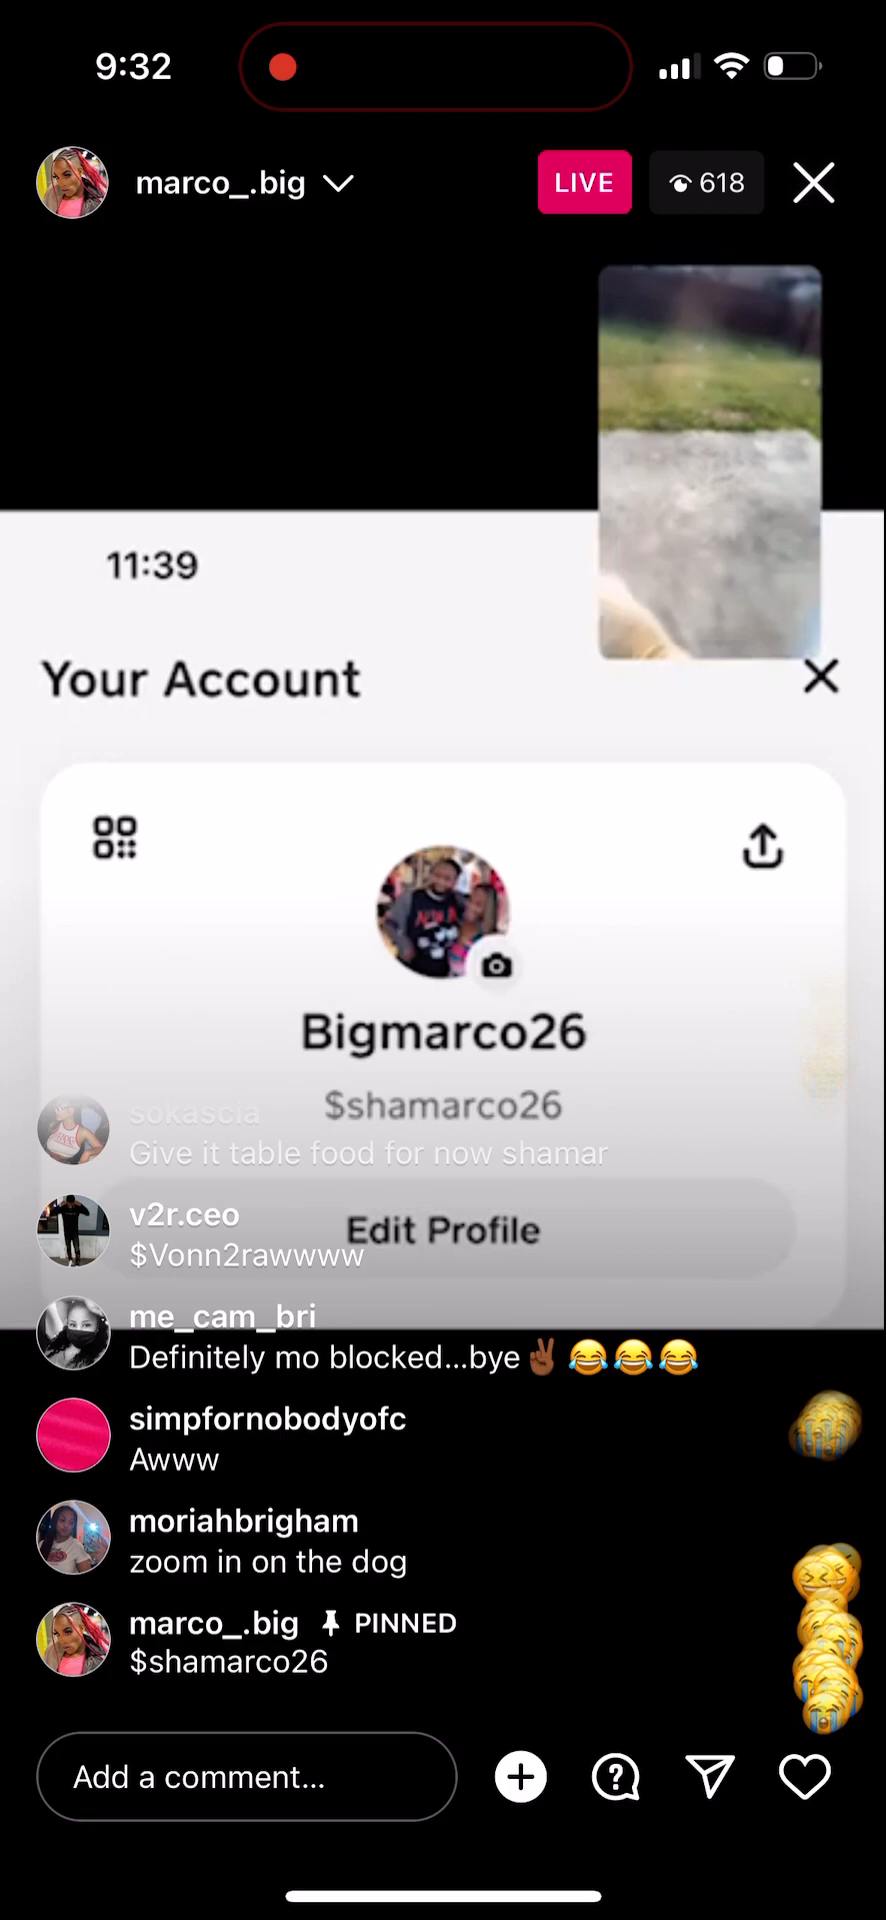 9:32
marco_.big
LIVE
618
11:39
Your Account
Bigmarco26
$shamarco26
sokascia
Give it table food for now shamar
v2r.ceo
Edit Profile
$Vonn2rawwww
me_cam_bri
Definitely mo blocked...bye✌🏾😂😂😂
simpfornobodyofc
Awww
moriahbrigham
zoom in on the dog
marco_.big PINNED
$shamarco26
Add a comment...